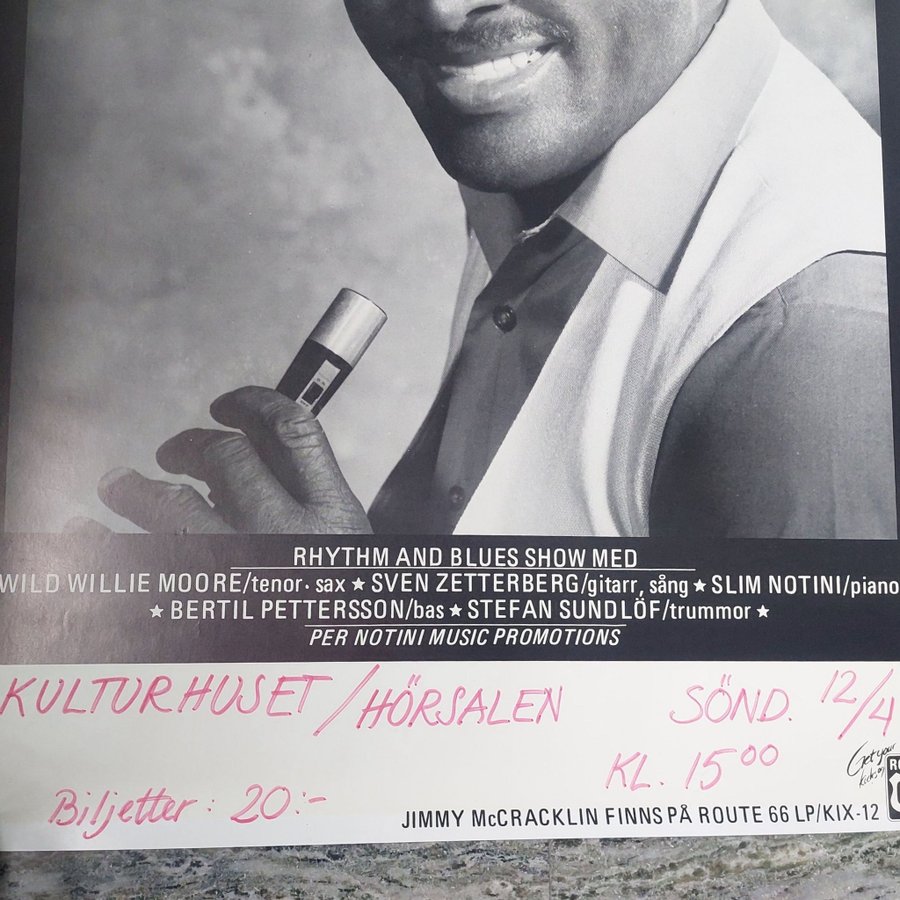 RHYTHM AND BLUES SHOW MED
WILD WILLIE MOORE/tenor·sax ★ SVEN ZETTERBERG/gitarr, sång ★ SLIM NOTINI/piano
★ BERTIL PETTERSSON/bas ★ STEFAN SUNDLÖF/trummor ★
PER NOTINI MUSIC PROMOTIONS
KULTURHUSET/HÖRSALEN SÖND. 12/4
KL. 15 00
Get your
Biljetter: 20:-
JIMMY McCRACKLIN FINNS PÅ ROUTE 66 LP/KIX-12